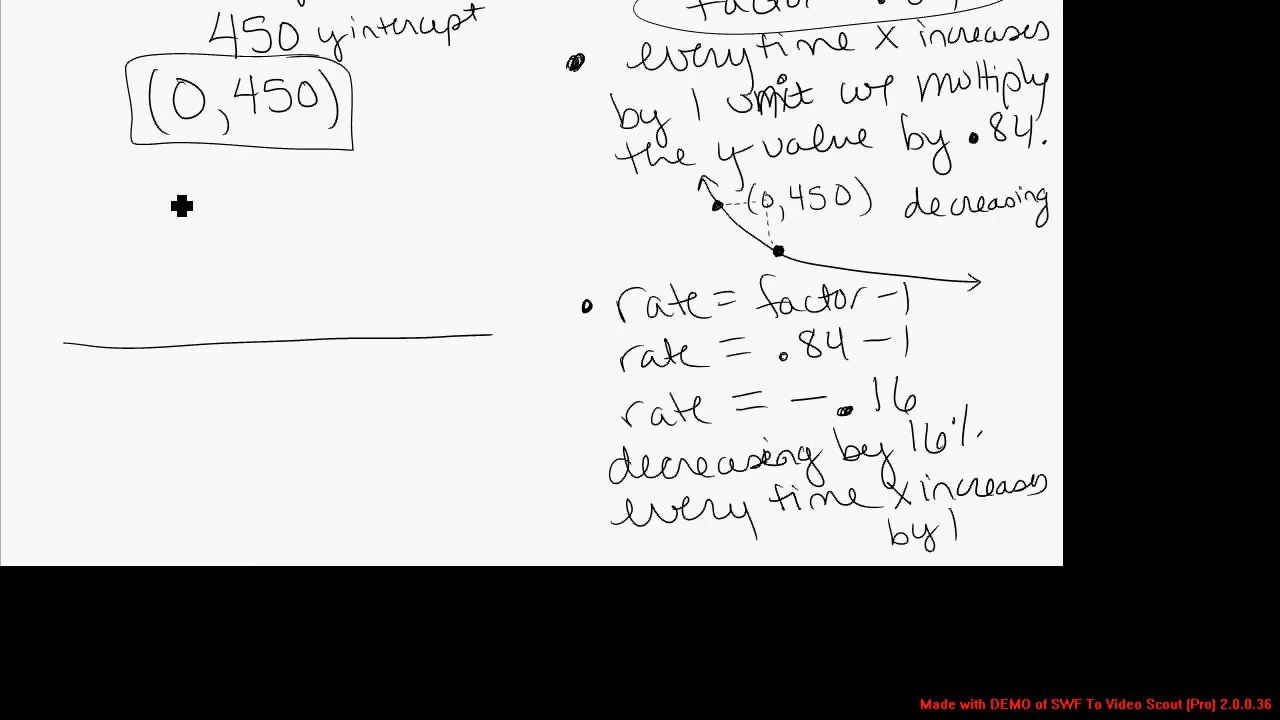 450 y intercept
(0,450)
factor
every time x increases
by 1 unit we multiply
the y value by .84.
(0,450) decreasing
rate = factor -1
rate = .84 -1
rate = - .16
decreasing by 16%
every time x increases
by 1
Made with DEMO of SWF To Video Scout (Pro) 2.0.0.36